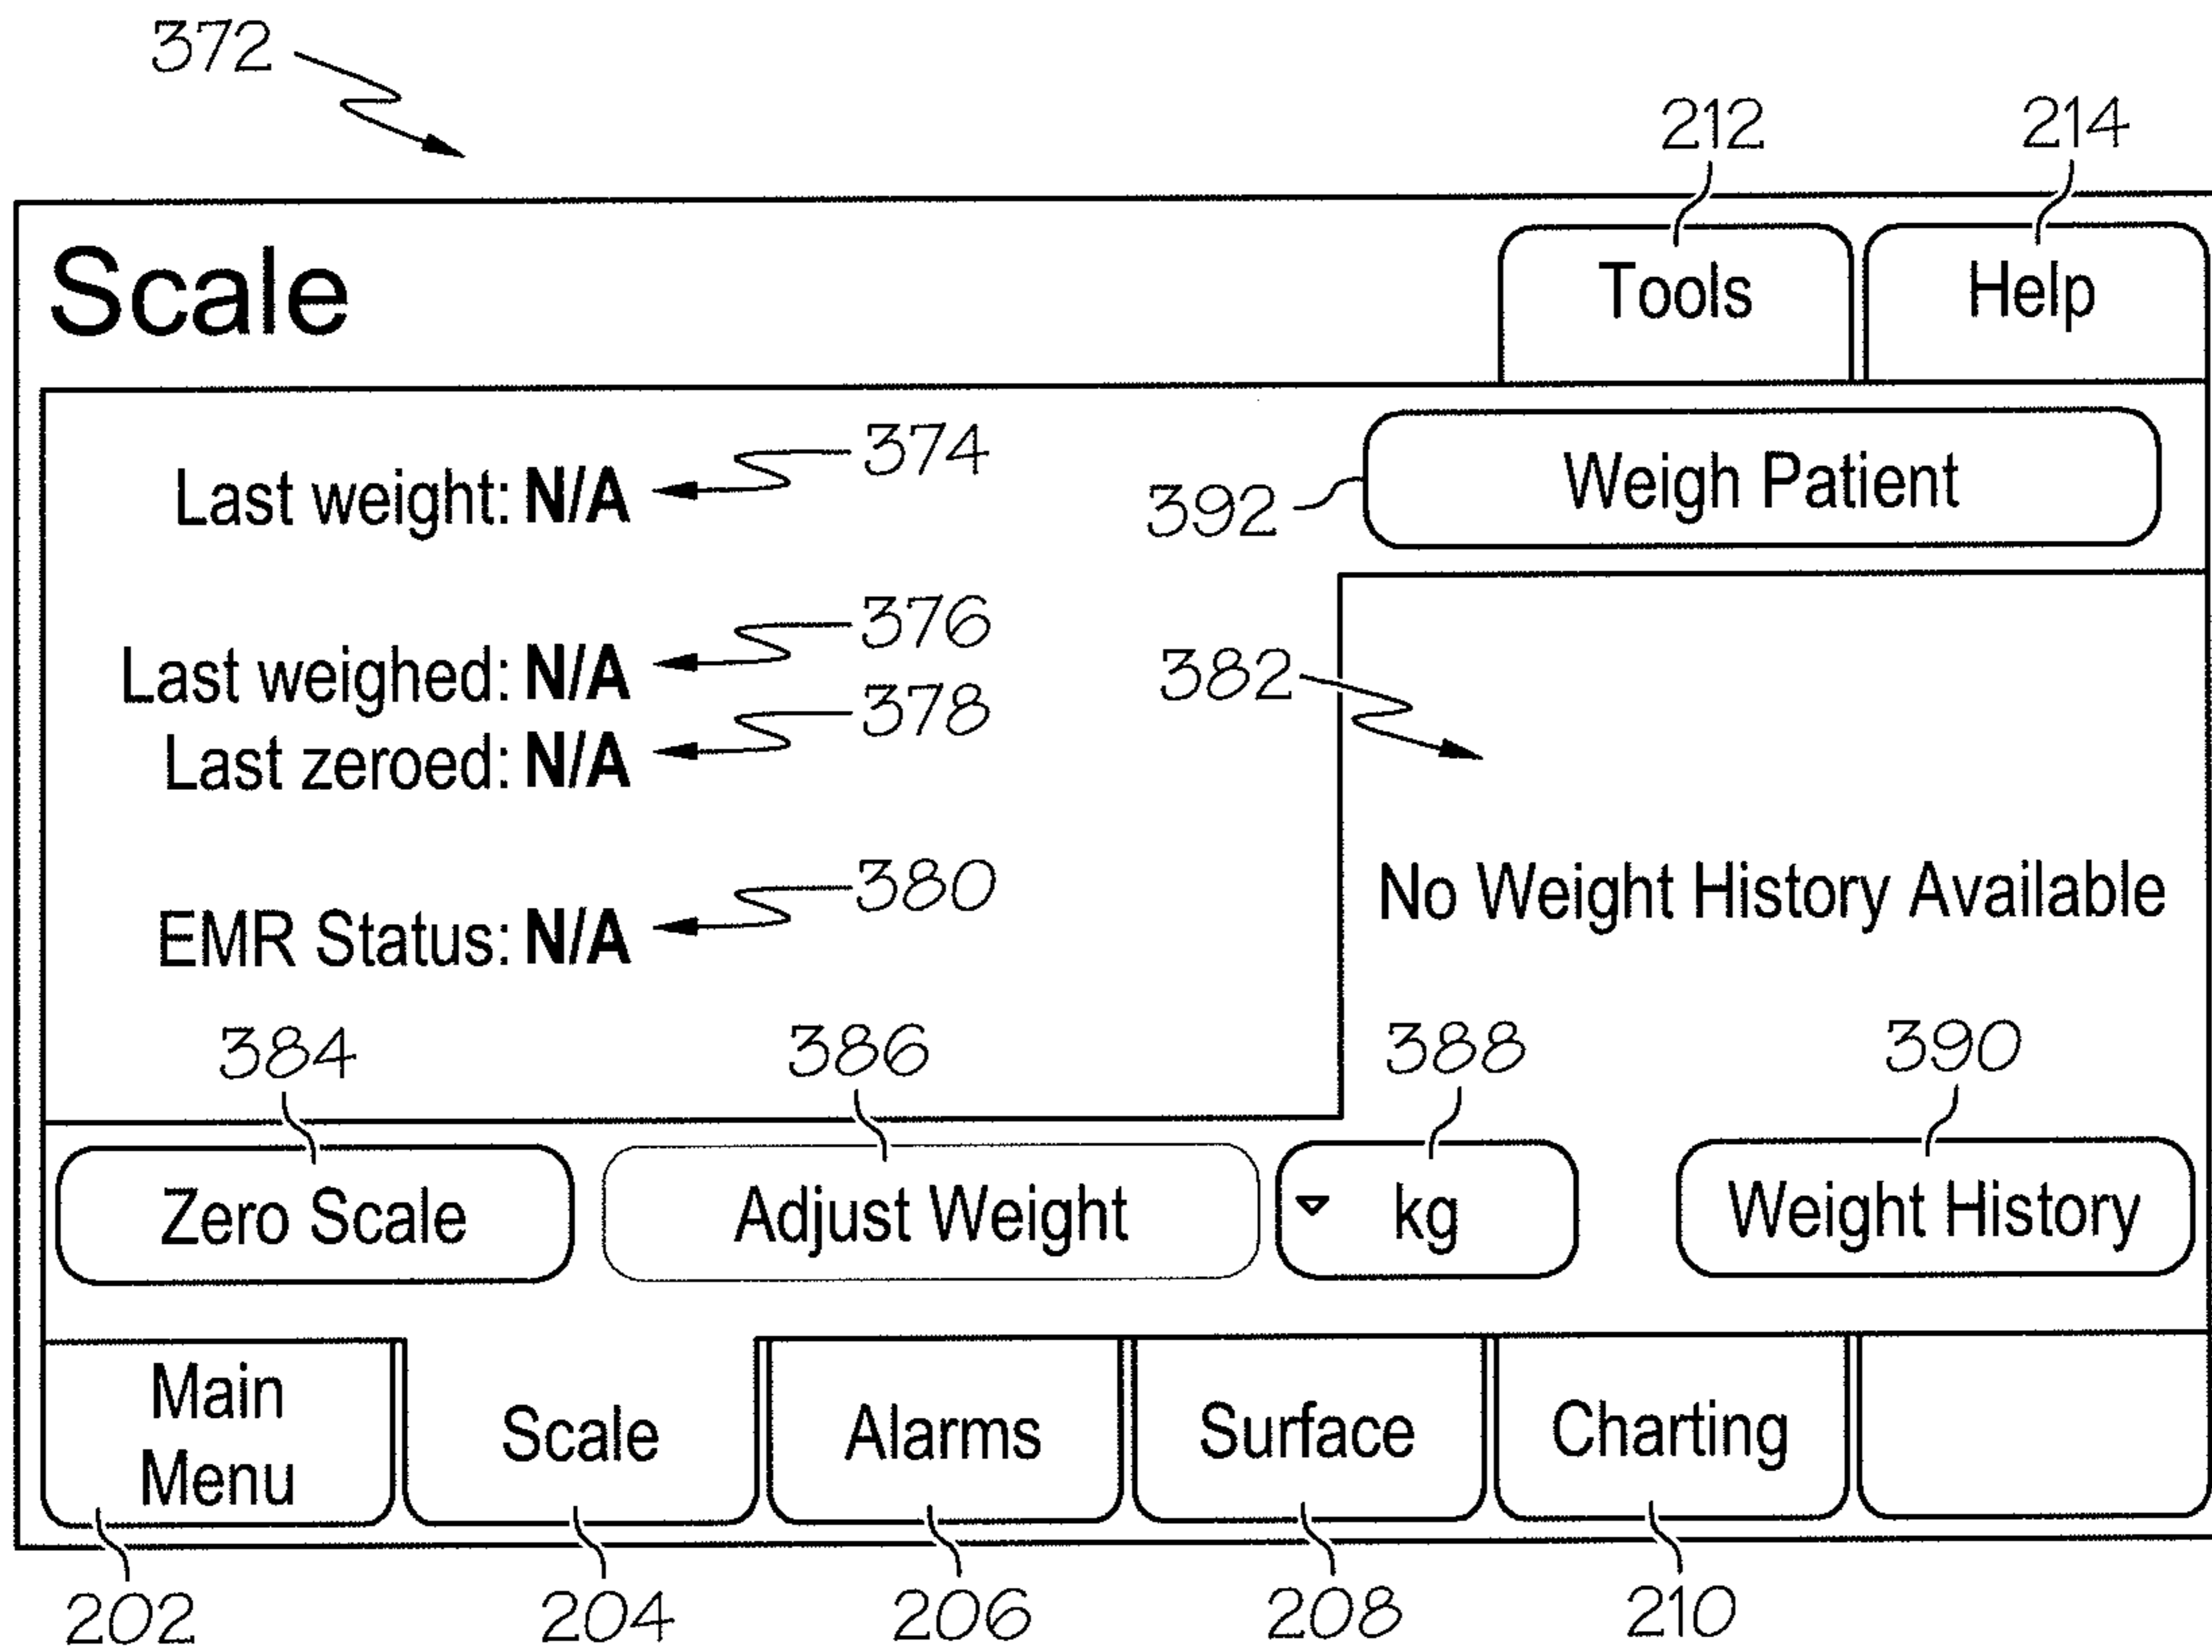 372
212
214
Scale
Tools
Help
Last weight: N/A
374
392
Weigh Patient
Last weighed: N/A
376
Last zeroed: N/A
378
382
EMR Status: N/A
380
No Weight History Available
384
386
388
390
Zero Scale
Adjust Weight
kg
Weight History
Main
Menu
Scale
Alarms
Surface
Charting
202
204
206
208
210